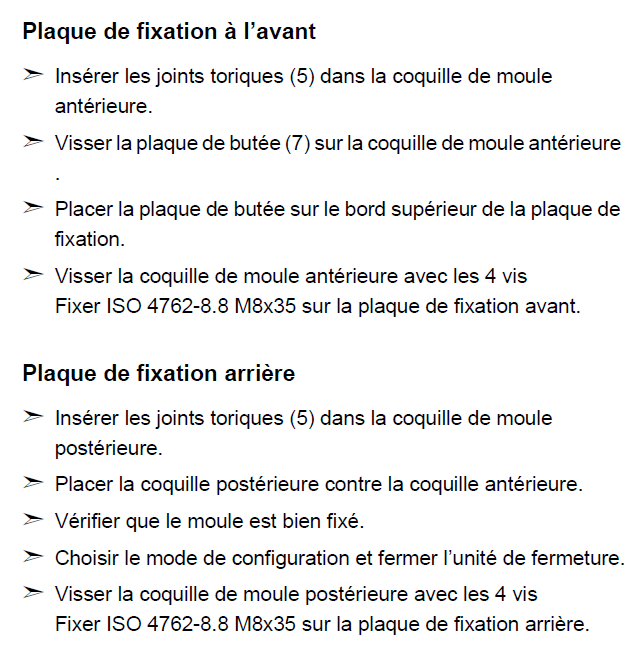 Plaque de fixation à l’avant
➣ Insérer les joints toriques (5) dans la coquille de moule
antérieure.
➣ Visser la plaque de butée (7) sur la coquille de moule antérieure
.
➣ Placer la plaque de butée sur le bord supérieur de la plaque de
fixation.
➣ Visser la coquille de moule antérieure avec les 4 vis
Fixer ISO 4762-8.8 M8x35 sur la plaque de fixation avant.
Plaque de fixation arrière
➣ Insérer les joints toriques (5) dans la coquille de moule
postérieure.
➣ Placer la coquille postérieure contre la coquille antérieure.
➣ Vérifier que le moule est bien fixé.
➣ Choisir le mode de configuration et fermer l’unité de fermeture.
➣ Visser la coquille de moule postérieure avec les 4 vis
Fixer ISO 4762-8.8 M8x35 sur la plaque de fixation arrière.